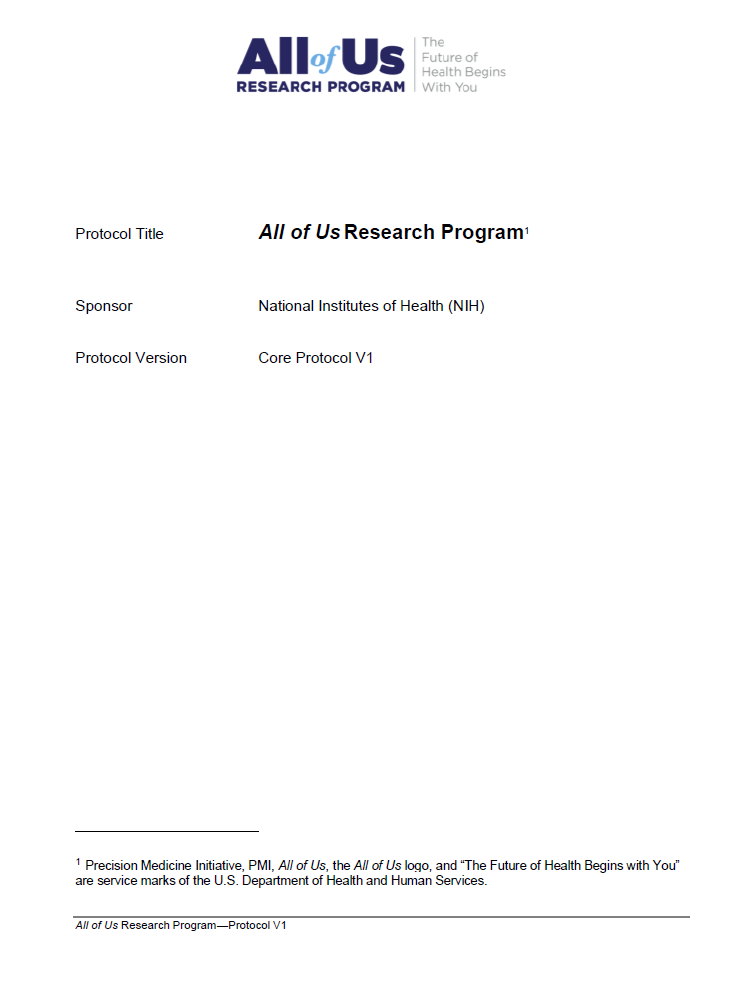 All of Us
RESEARCH PROGRAM
The
Future of
Health Begins
With You
Protocol Title
All of Us Research Program1
Sponsor
National Institutes of Health (NIH)
Protocol Version
Core Protocol V1
1 Precision Medicine Initiative, PMI, All of Us, the All of Us logo, and “The Future of Health Begins with You”
are service marks of the U.S. Department of Health and Human Services.
All of Us Research Program—Protocol V1